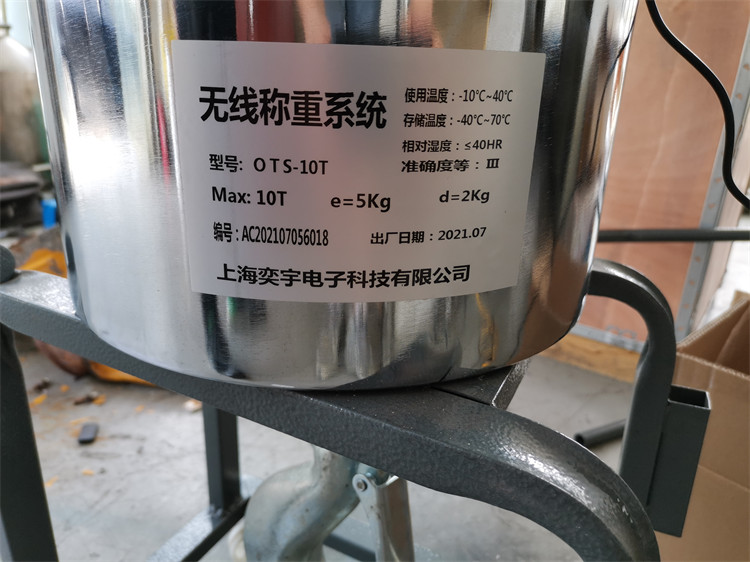 无线称重系统
使用温度：-10℃~40℃
存储温度：-40℃~70℃
相对湿度：≤40HR
型号: OTS-10T
准确度等：Ⅲ
Max: 10T e=5Kg d=2Kg
编号：AC202107056018 出厂日期：2021.07
上海奕宇电子科技有限公司